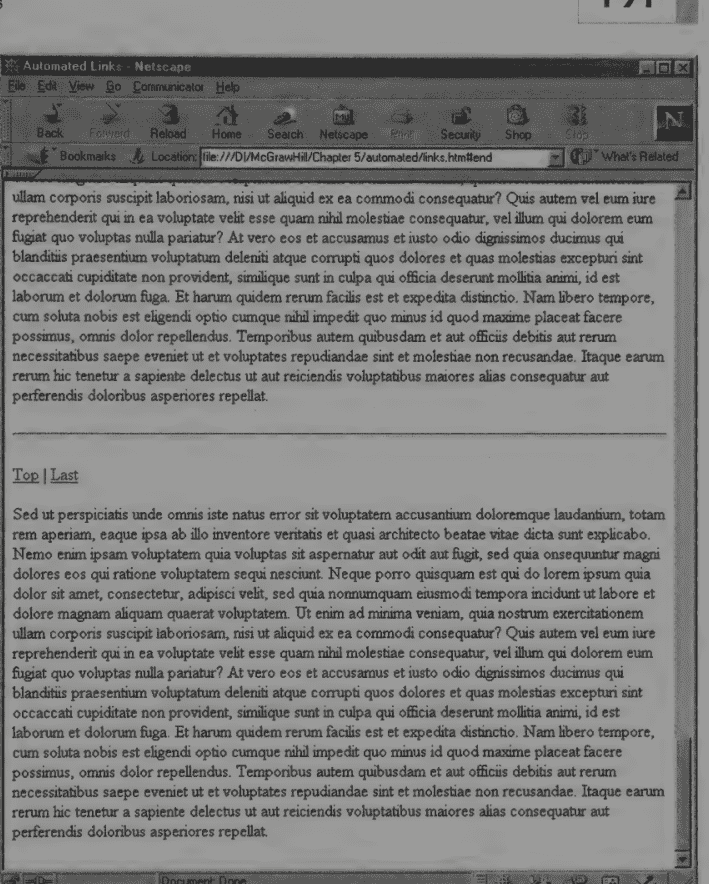 Automated Links - Netscape
File Edit View Go Communicator Help
Back Forward Reload Home Search Netscape Print Security Shop Stop
Bookmarks Location: file:///D|/McGrawHill/Chapter 5/automated/links.htm#end What's Related
ullam corporis suscipit laboriosam, nisi ut aliquid ex ea commodi consequatur? Quis autem vel eum iure
reprehenderit qui in ea voluptate velit esse quam nihil molestiae consequatur, vel illum qui dolorem eum
fugiat quo voluptas nulla pariatur? At vero eos et accusamus et iusto odio dignissimos ducimus qui
blanditiis praesentium voluptatum deleniti atque corrupti quos dolores et quas molestias excepturi sint
occaccati cupiditate non provident, similique sunt in culpa qui officia deserunt mollitia animi, id est
laborum et dolorum fuga. Et harum quidem rerum facilis est et expedita distinctio. Nam libero tempore,
cum soluta nobis est eligendi optio cumque nihil impedit quo minus id quod maxime placeat facere
possimus, omnis dolor repellendus. Temporibus autem quibusdam et aut officiis debitis aut rerum
necessitatibus saepe eveniet ut et voluptates repudiandae sint et molestiae non recusandae. Itaque earum
rerum hic tenetur a sapiente delectus ut aut reiciendis voluptatibus maiores alias consequatur aut
perferendis doloribus asperiores repellat.
Top | Last
Sed ut perspiciatis unde omnis iste natus error sit voluptatem accusantium doloremque laudantium, totam
rem aperiam, eaque ipsa ab illo inventore veritatis et quasi architecto beatae vitae dicta sunt explicabo.
Nemo enim ipsam voluptatem quia voluptas sit aspernatur aut odit aut fugit, sed quia onsequuntur magni
dolores eos qui ratione voluptatem sequi nesciunt. Neque porro quisquam est qui do lorem ipsum quia
dolor sit amet, consectetur, adipisci velit, sed quia nonnumquam eiusmodi tempora incidunt ut labore et
dolore magnam aliquam quaerat voluptatem. Ut enim ad minima veniam, quia nostrum exercitationem
ullam corporis suscipit laboriosam, nisi ut aliquid ex ea commodi consequatur? Quis autem vel eum iure
reprehenderit qui in ea voluptate velit esse quam nihil molestiae consequatur, vel illum qui dolorem eum
fugiat quo voluptas nulla pariatur? At vero eos et accusamus et iusto odio dignissimos ducimus qui
blanditiis praesentium voluptatum deleniti atque corrupti quos dolores et quas molestias excepturi sint
occaccati cupiditate non provident, similique sunt in culpa qui officia deserunt mollitia animi, id est
laborum et dolorum fuga. Et harum quidem rerum facilis est et expedita distinctio. Nam libero tempore,
cum soluta nobis est eligendi optio cumque nihil impedit quo minus id quod maxime placeat facere
possimus, omnis dolor repellendus. Temporibus autem quibusdam et aut officiis debitis aut rerum
necessitatibus saepe eveniet ut et voluptates repudiandae sint et molestiae non recusandae. Itaque earum
rerum hic tenetur a sapiente delectus ut aut reiciendis voluptatibus maiores alias consequatur aut
perferendis doloribus asperiores repellat.
Document: Done